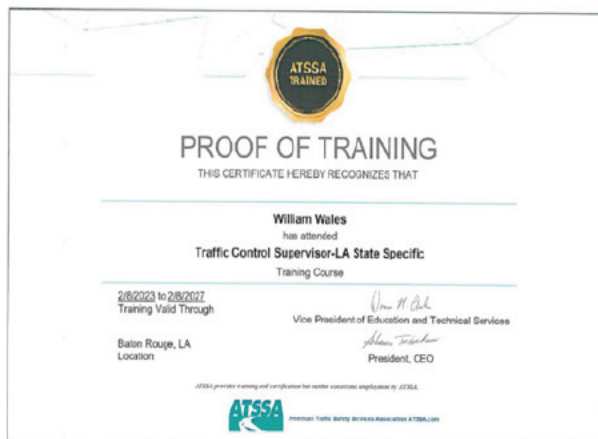 ATSSA
TRAINED
PROOF OF TRAINING
THIS CERTIFICATE HEREBY RECOGNIZES THAT
William Wales
has attended
Traffic Control Supervisor-LA State Specific
Training Course
2/8/2023 to 2/8/2027
Training Valid Through
Vice President of Education and Technical Services
Baton Rouge, LA
Location
President, CEO
ATSSA provides training and certification but neither constitutes employment by ATSSA.
ATSSA
American Traffic Safety Services Association ATSSA.com